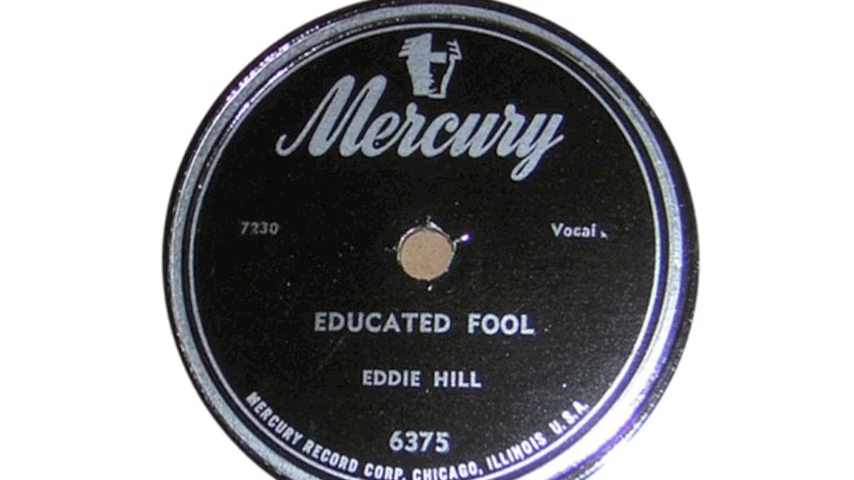 Mercury
7230 Vocal
EDUCATED FOOL
EDDIE HILL
6375
MERCURY RECORD CORP. CHICAGO, ILLINOIS U.S.A.